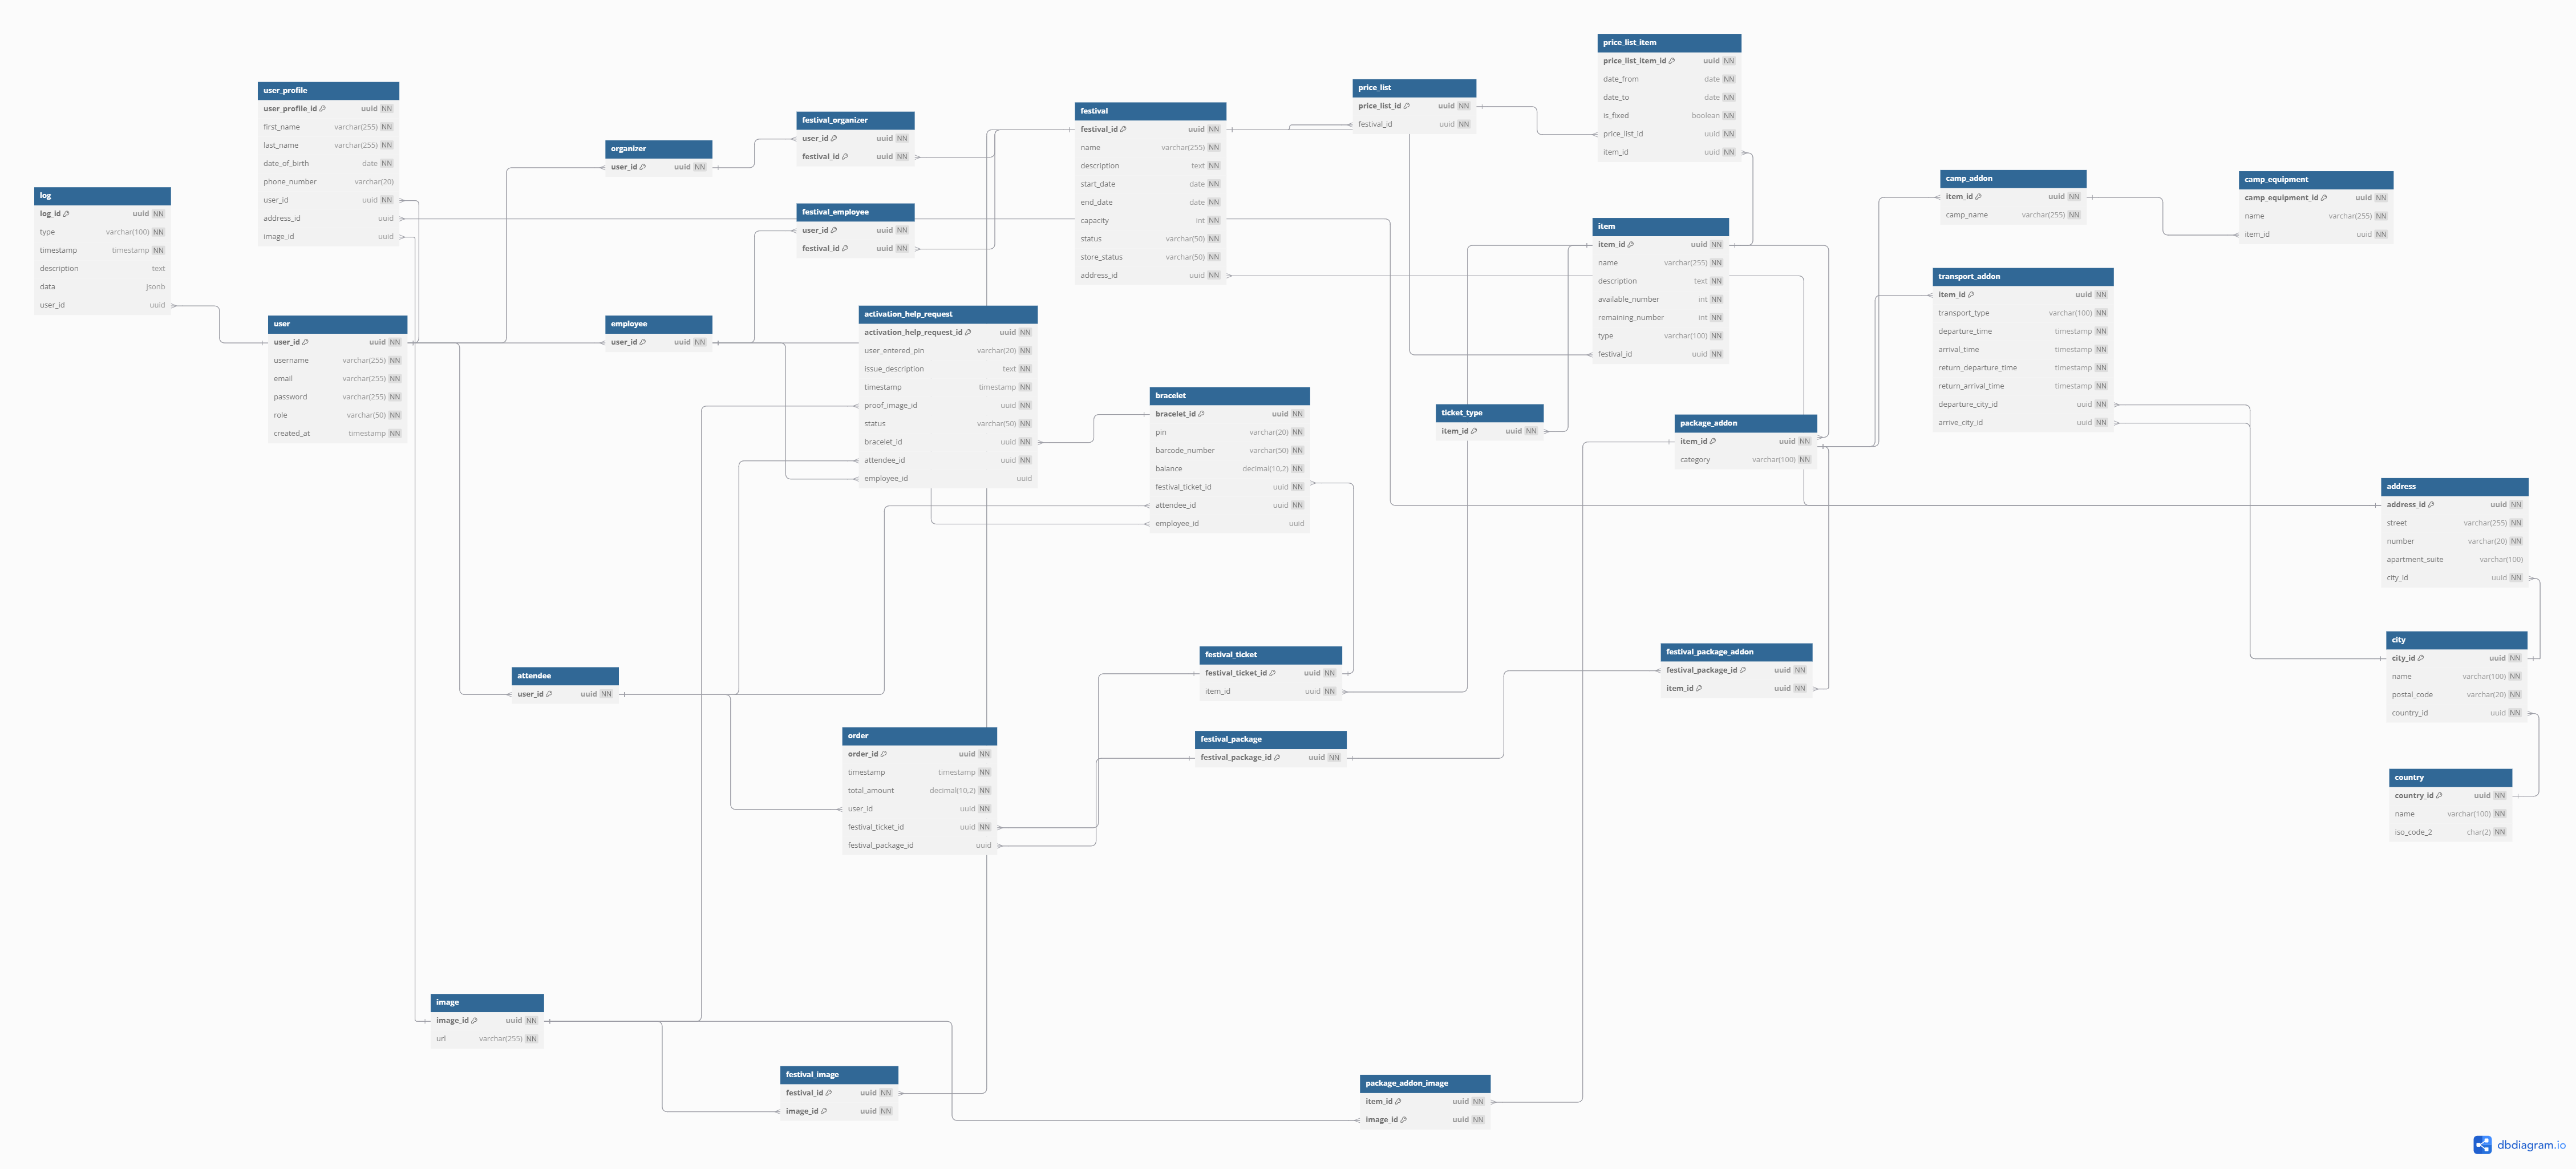 log
log_id uuid NN
type varchar(100) NN
timestamp timestamp NN
description text
data jsonb
user_id uuid
user_profile
user_profile_id uuid NN
first_name varchar(255) NN
last_name varchar(255) NN
date_of_birth date NN
phone_number varchar(20)
user_id uuid NN
address_id uuid
image_id uuid
user
user_id uuid NN
username varchar(255) NN
email varchar(255) NN
password varchar(255) NN
role varchar(50) NN
created_at timestamp NN
organizer
user_id uuid NN
employee
user_id uuid NN
attendee
user_id uuid NN
image
image_id uuid NN
url varchar(255) NN
festival_organizer
user_id uuid NN
festival_id uuid NN
festival_employee
user_id uuid NN
festival_id uuid NN
activation_help_request
activation_help_request_id uuid NN
user_entered_pin varchar(20) NN
issue_description text NN
timestamp timestamp NN
proof_image_id uuid NN
status varchar(50) NN
bracelet_id uuid NN
attendee_id uuid NN
employee_id uuid
order
order_id uuid NN
timestamp timestamp NN
total_amount decimal(10,2) NN
user_id uuid NN
festival_ticket_id uuid NN
festival_package_id uuid
festival_image
festival_id uuid NN
image_id uuid NN
festival
festival_id uuid NN
name varchar(255) NN
description text NN
start_date date NN
end_date date NN
capacity int NN
status varchar(50) NN
store_status varchar(50) NN
address_id uuid NN
bracelet
bracelet_id uuid NN
pin varchar(20) NN
barcode_number varchar(50) NN
balance decimal(10,2) NN
festival_ticket_id uuid NN
attendee_id uuid NN
employee_id uuid
festival_ticket
festival_ticket_id uuid NN
item_id uuid NN
festival_package
festival_package_id uuid NN
price_list
price_list_id uuid NN
festival_id uuid NN
ticket_type
item_id uuid NN
package_addon_image
item_id uuid NN
image_id uuid NN
price_list_item
price_list_item_id uuid NN
date_from date NN
date_to date NN
is_fixed boolean NN
price_list_id uuid NN
item_id uuid NN
item
item_id uuid NN
name varchar(255) NN
description text NN
available_number int NN
remaining_number int NN
type varchar(100) NN
festival_id uuid NN
package_addon
item_id uuid NN
category varchar(100) NN
festival_package_addon
festival_package_id uuid NN
item_id uuid NN
camp_addon
item_id uuid NN
camp_name varchar(255) NN
transport_addon
item_id uuid NN
transport_type varchar(100) NN
departure_time timestamp NN
arrival_time timestamp NN
return_departure_time timestamp NN
return_arrival_time timestamp NN
departure_city_id uuid NN
arrive_city_id uuid NN
camp_equipment
camp_equipment_id uuid NN
name varchar(255) NN
item_id uuid NN
address
address_id uuid NN
street varchar(255) NN
number varchar(20) NN
apartment_suite varchar(100)
city_id uuid NN
city
city_id uuid NN
name varchar(100) NN
postal_code varchar(20) NN
country_id uuid NN
country
country_id uuid NN
name varchar(100) NN
iso_code_2 char(2) NN
dbdiagram.io